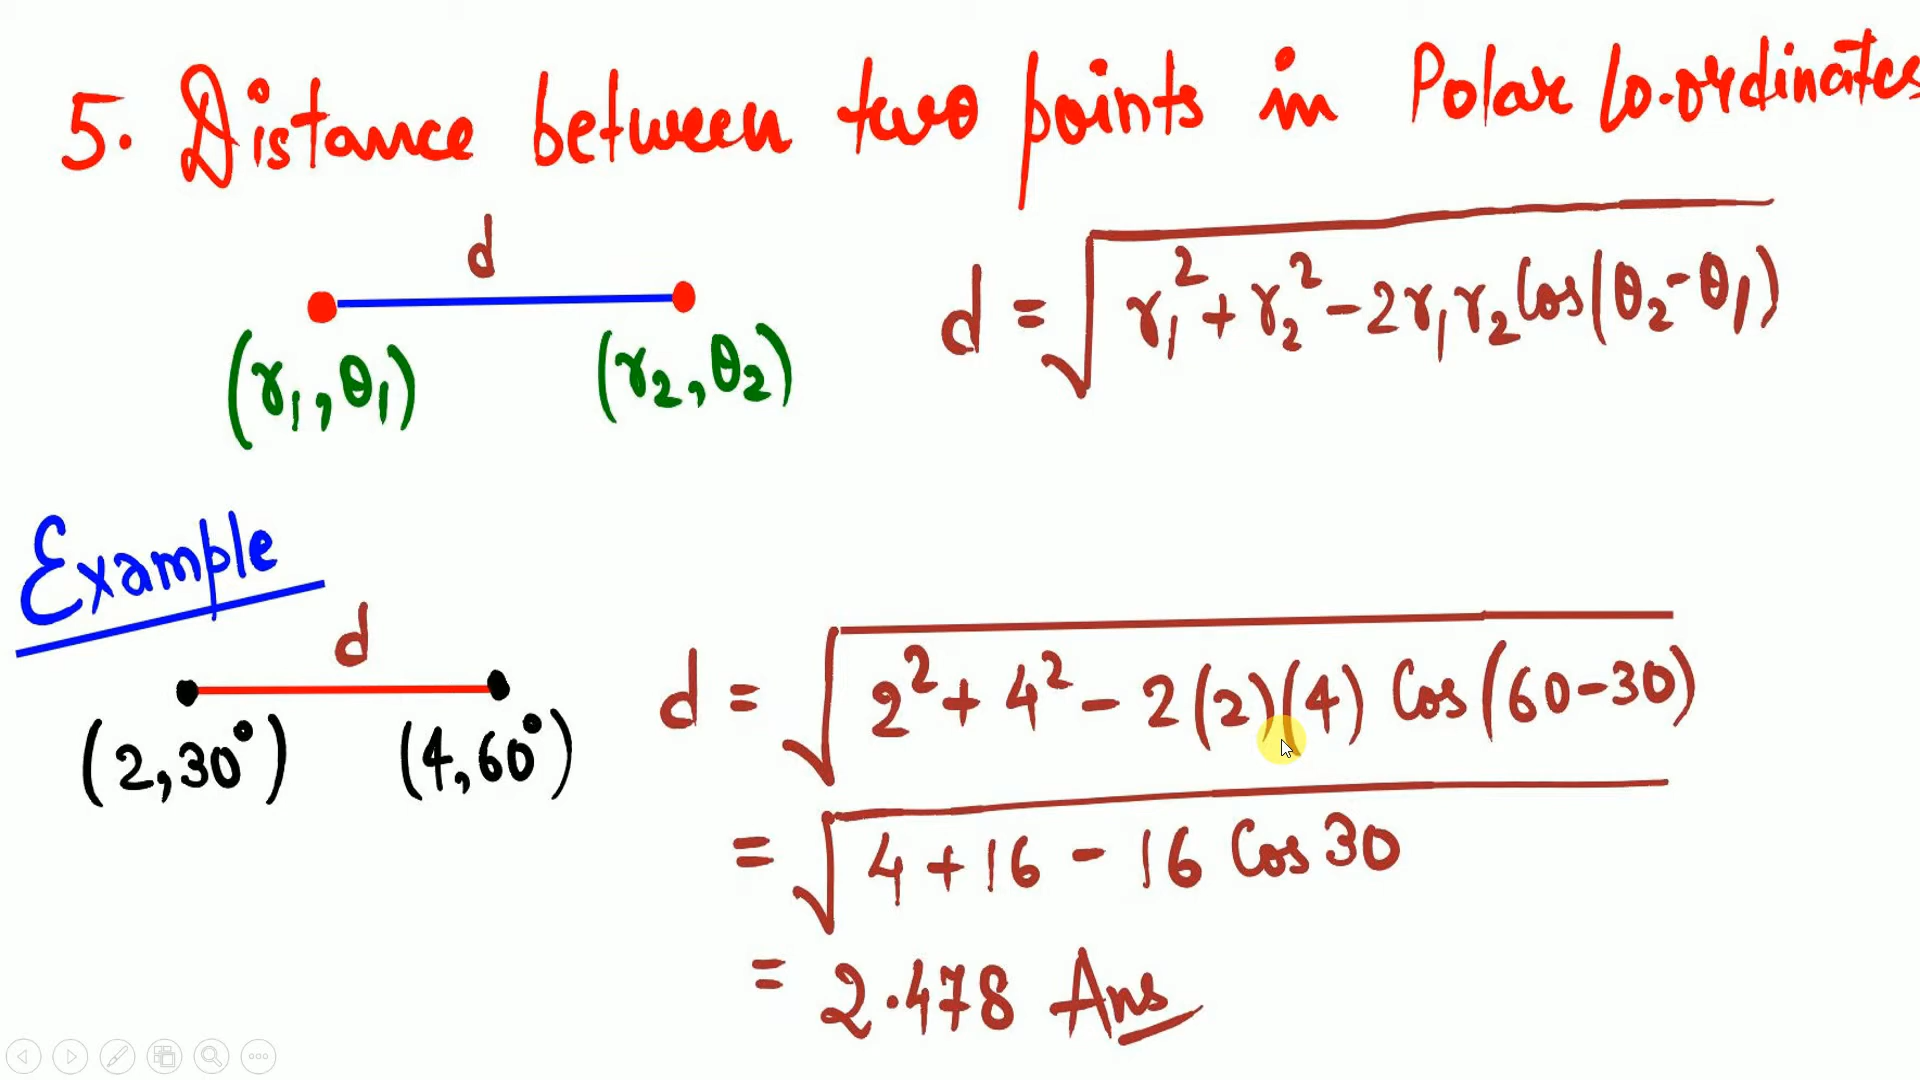 5. Distance between two points in Polar Co-ordinates
d
d = √(r₁² + r₂² - 2r₁r₂ Cos(θ₂-θ₁))
(r₁, θ₁) (r₂, θ₂)
Example
d
d = √(2² + 4² - 2(2)(4) Cos(60-30))
(2, 30°) (4, 60°)
= √(4 + 16 - 16 Cos 30)
= 2.478 Ans